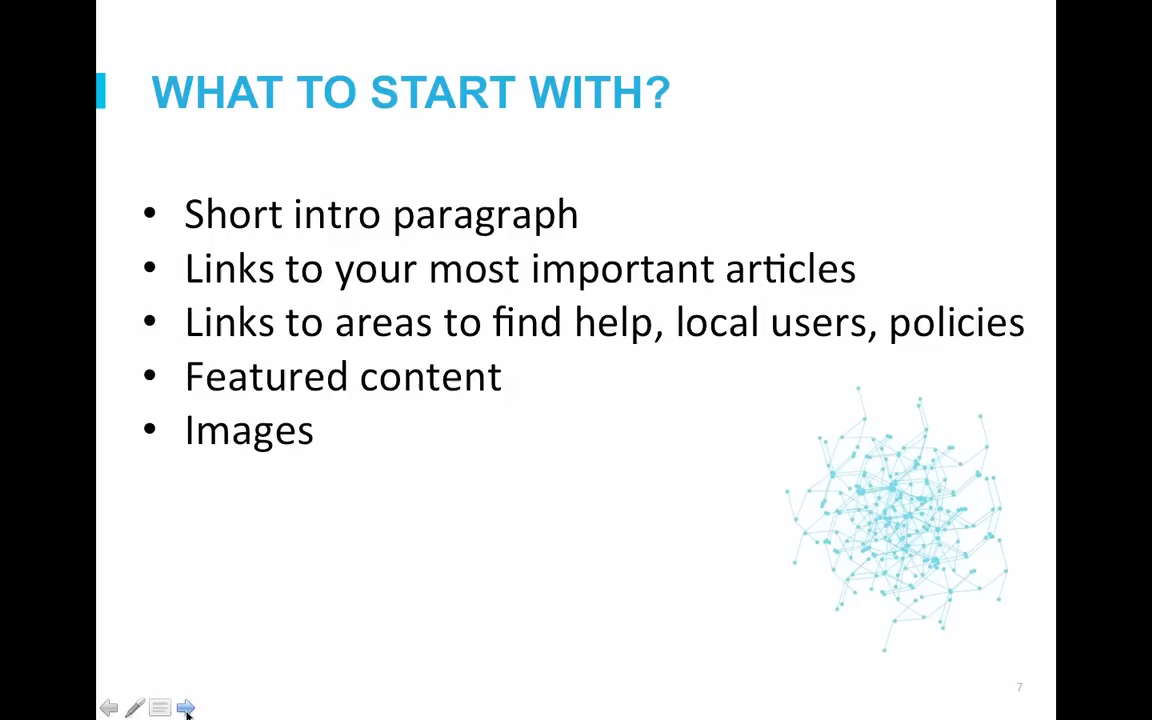 WHAT TO START WITH?
• Short intro paragraph
• Links to your most important articles
• Links to areas to find help, local users, policies
• Featured content
• Images
7